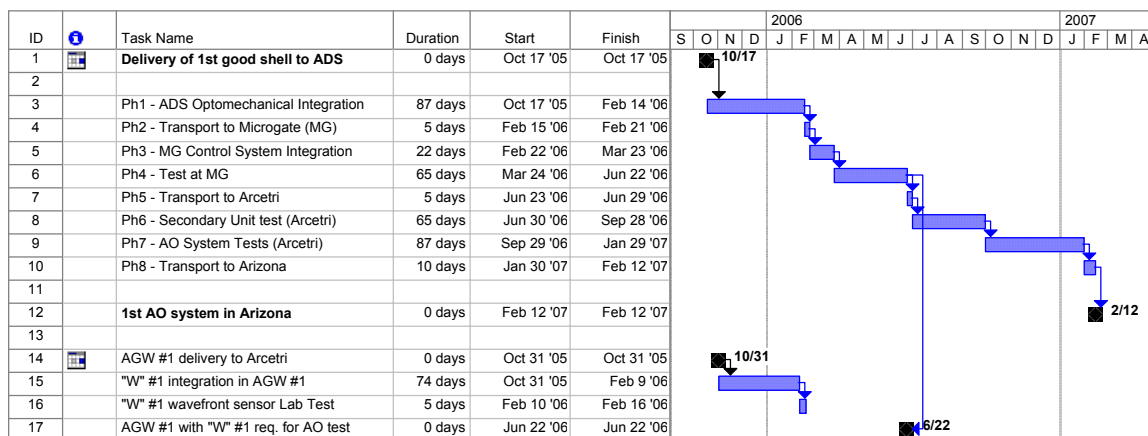 2006 2007
ID i Task Name Duration Start Finish S O N D J F M A M J J A S O N D J F M A
1 Delivery of 1st good shell to ADS 0 days Oct 17 '05 Oct 17 '05 10/17
2
3 Ph1 - ADS Optomechanical Integration 87 days Oct 17 '05 Feb 14 '06
4 Ph2 - Transport to Microgate (MG) 5 days Feb 15 '06 Feb 21 '06
5 Ph3 - MG Control System Integration 22 days Feb 22 '06 Mar 23 '06
6 Ph4 - Test at MG 65 days Mar 24 '06 Jun 22 '06
7 Ph5 - Transport to Arcetri 5 days Jun 23 '06 Jun 29 '06
8 Ph6 - Secondary Unit test (Arcetri) 65 days Jun 30 '06 Sep 28 '06
9 Ph7 - AO System Tests (Arcetri) 87 days Sep 29 '06 Jan 29 '07
10 Ph8 - Transport to Arizona 10 days Jan 30 '07 Feb 12 '07
11
12 1st AO system in Arizona 0 days Feb 12 '07 Feb 12 '07 2/12
13
14 AGW #1 delivery to Arcetri 0 days Oct 31 '05 Oct 31 '05 10/31
15 "W" #1 integration in AGW #1 74 days Oct 31 '05 Feb 9 '06
16 "W" #1 wavefront sensor Lab Test 5 days Feb 10 '06 Feb 16 '06
17 AGW #1 with "W" #1 req. for AO test 0 days Jun 22 '06 Jun 22 '06 6/22